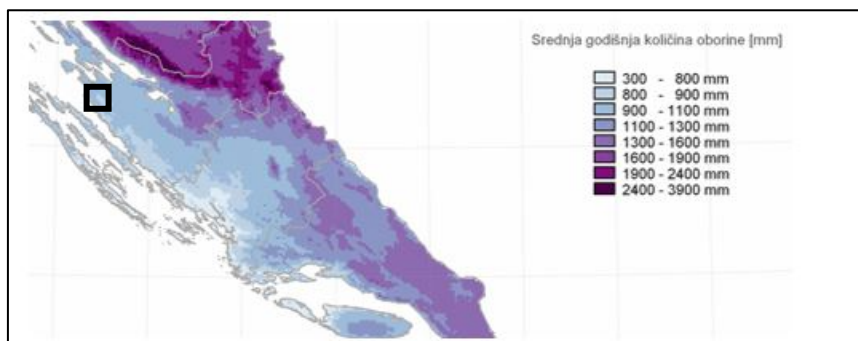 Srednja godišnja količina oborine [mm]
300 - 800 mm
800 - 900 mm
900 - 1100 mm
1100 - 1300 mm
1300 - 1600 mm
1600 - 1900 mm
1900 - 2400 mm
2400 - 3900 mm